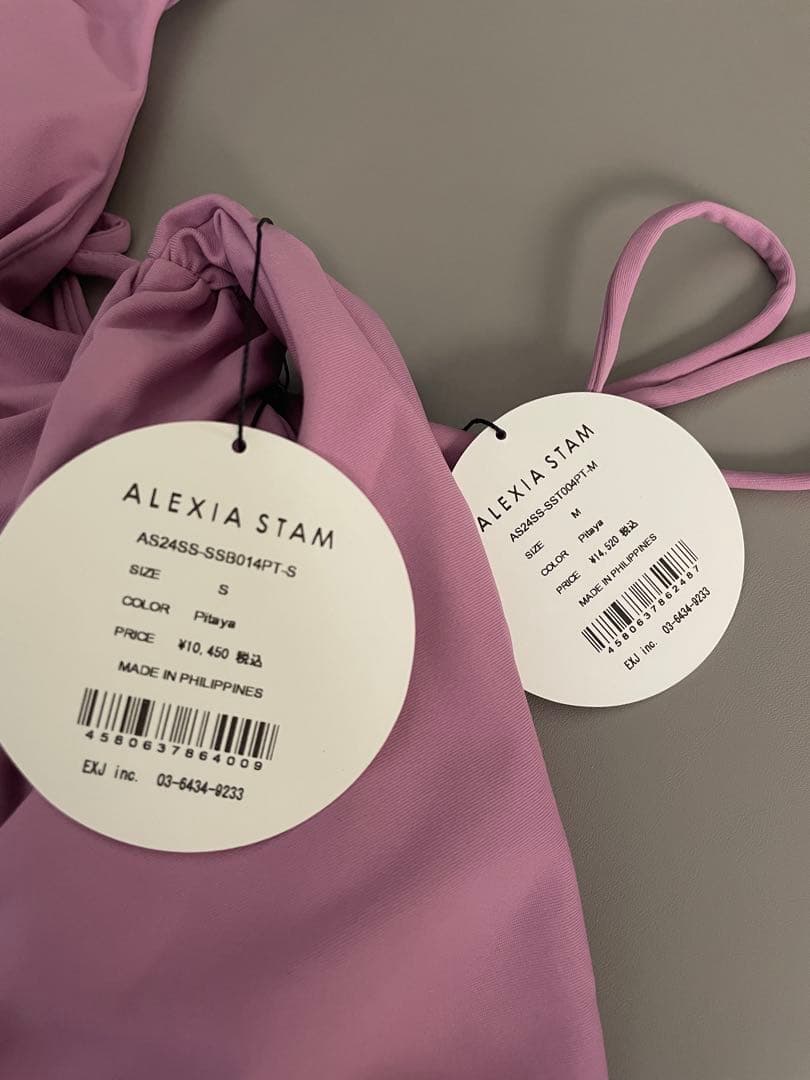 ALEXIA STAM
AS24SS-SSB014PT-S
SIZE S
COLOR Pitaya
PRICE ¥10,450 税込
MADE IN PHILIPPINES
4580637864009
EXJ inc. 03-6434-9233
ALEXIA STAM
AS24SS-SST004PT-M
SIZE M
COLOR Pitaya
PRICE ¥14,520 税込
MADE IN PHILIPPINES
4580637862487
EXJ inc. 03-6434-9233